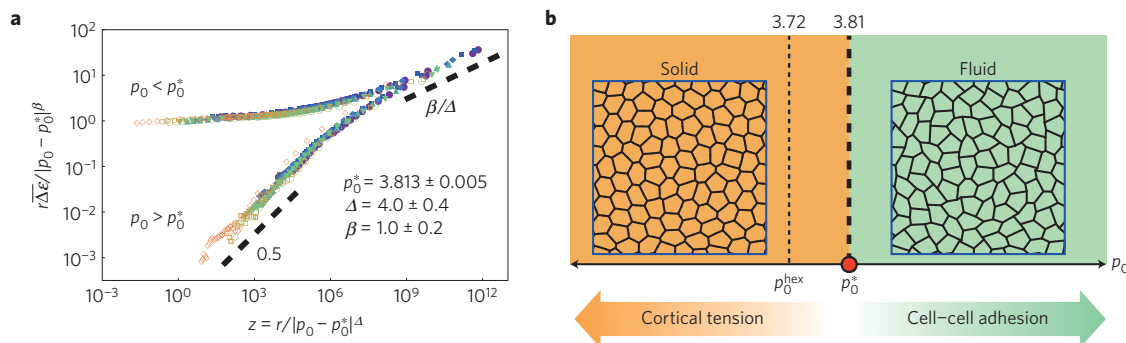 a
10²
10¹
10⁰
10⁻¹
10⁻²
10⁻³
r\overline{Δε}/|p₀ − p₀*|^β
p₀ < p₀*
p₀ > p₀*
β/Δ
0.5
p₀* = 3.813 ± 0.005
Δ = 4.0 ± 0.4
β = 1.0 ± 0.2
10⁻³ 10⁰ 10³ 10⁶ 10⁹ 10¹²
z = r/|p₀ − p₀*|^Δ
b
3.72 3.81
Solid Fluid
p₀^hex p₀* p₀
Cortical tension Cell–cell adhesion